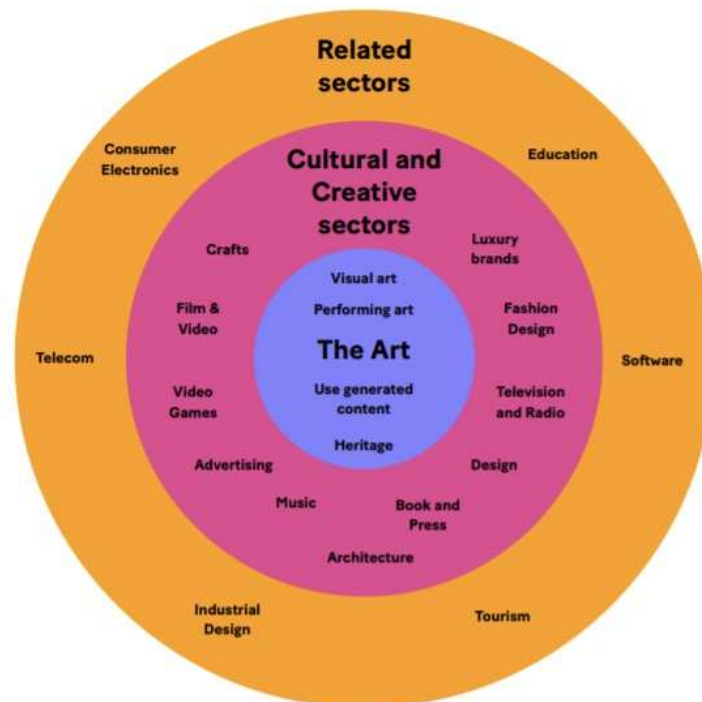 Related
sectors
Consumer
Electronics
Education
Cultural and
Creative
sectors
Crafts
Luxury
brands
Visual art
Performing art
Film &
Video
Fashion
Design
The Art
Telecom
Software
Use generated
content
Video
Games
Television
and Radio
Heritage
Advertising
Design
Music
Book and
Press
Architecture
Industrial
Design
Tourism